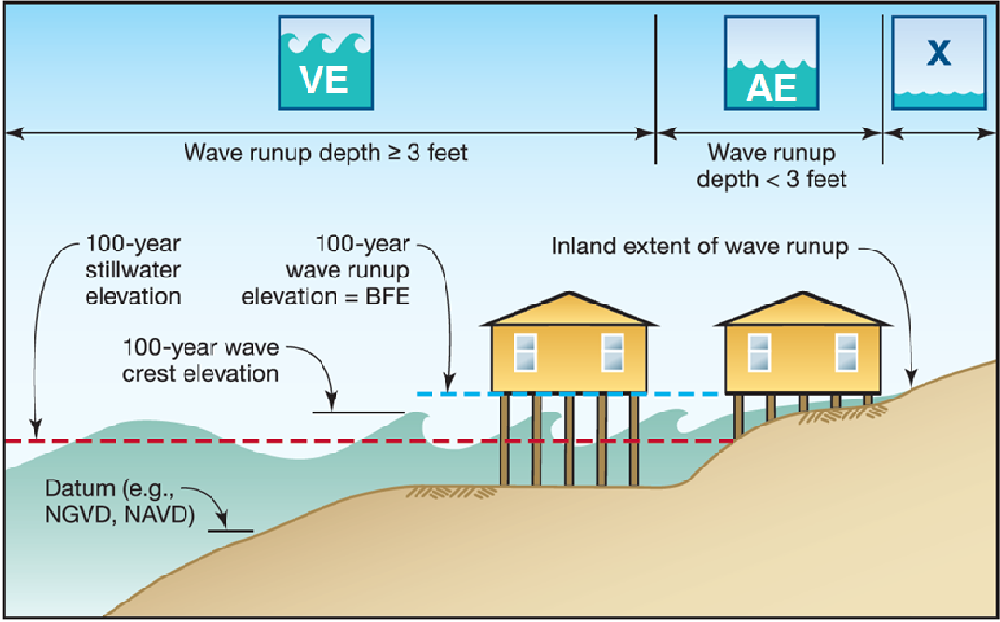 VE
AE
X
Wave runup depth ≥ 3 feet
Wave runup
depth < 3 feet
100-year
stillwater
elevation
100-year
wave runup
elevation = BFE
Inland extent of wave runup
100-year wave
crest elevation
Datum (e.g.,
NGVD, NAVD)